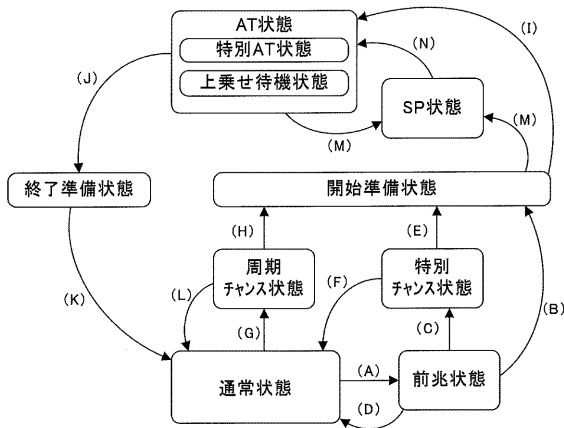 AT状態
特別AT状態
上乗せ待機状態
(I)
(N)
(J)
SP状態
(M)
(M)
終了準備状態
開始準備状態
(H)
(E)
周期
チャンス状態
特別
チャンス状態
(L)
(F)
(K)
(B)
(G)
(C)
通常状態
(A)
前兆状態
(D)